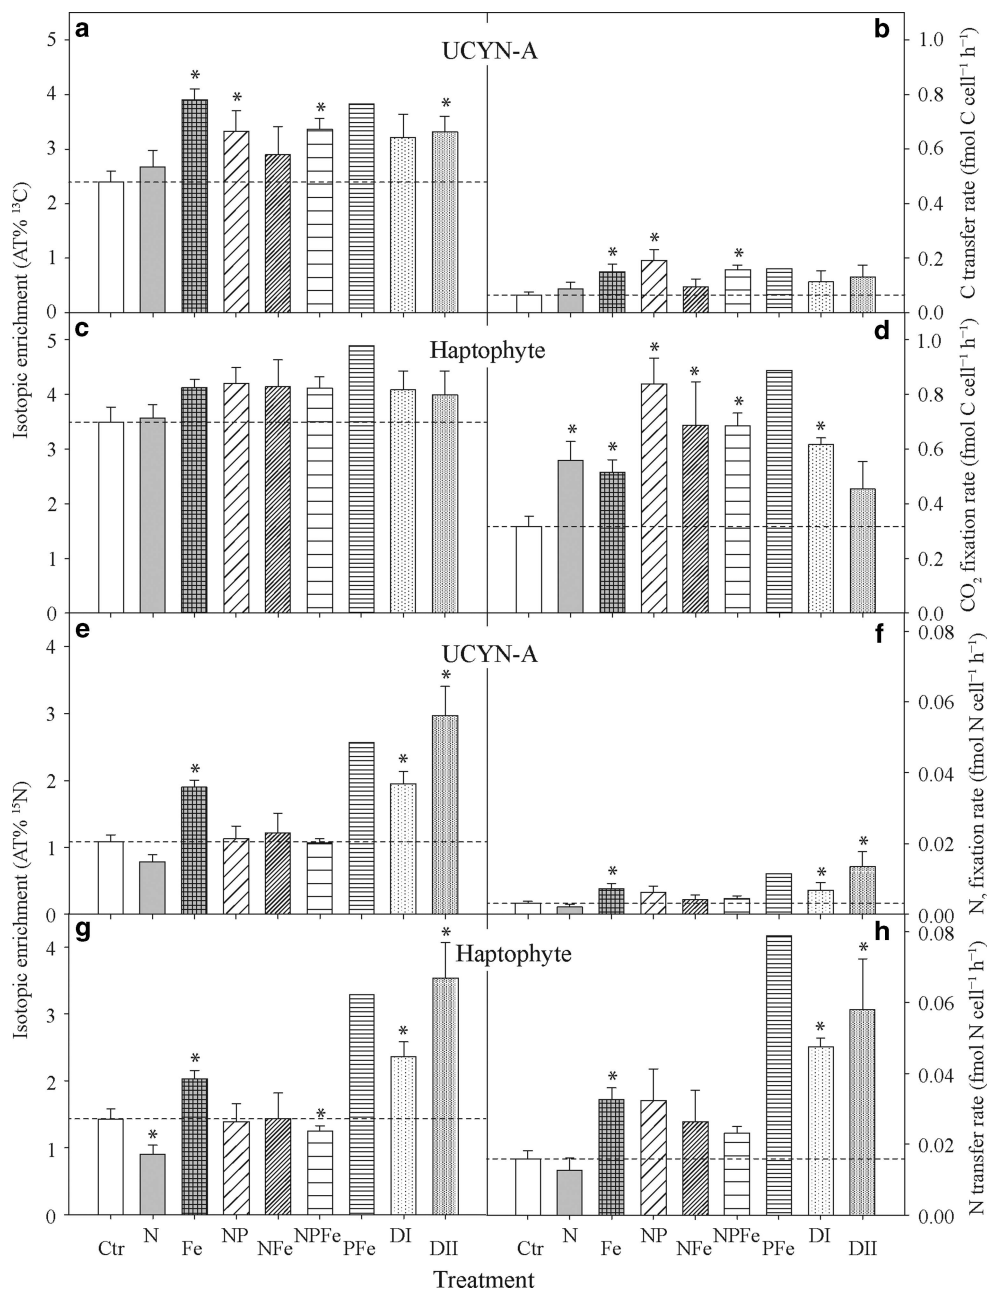 a
b
UCYN-A
5
4
3
2
1
0
1.0
0.8
0.6
0.4
0.2
0.0
* * * *
* * *
Isotopic enrichment (AT% ¹³C)
C transfer rate (fmol C cell⁻¹ h⁻¹)
c
d
Haptophyte
5
4
3
2
1
0
1.0
0.8
0.6
0.4
0.2
0.0
* * * * * *
CO₂ fixation rate (fmol C cell⁻¹ h⁻¹)
e
f
UCYN-A
4
3
2
1
0
0.08
0.06
0.04
0.02
0.00
* * *
* * *
Isotopic enrichment (AT% ¹⁵N)
N₂ fixation rate (fmol N cell⁻¹ h⁻¹)
g
h
Haptophyte
4
3
2
1
0
0.08
0.06
0.04
0.02
0.00
* * * * *
* * *
N transfer rate (fmol N cell⁻¹ h⁻¹)
Ctr N Fe NP NFe NPFe PFe DI DII
Ctr N Fe NP NFe NPFe PFe DI DII
Treatment